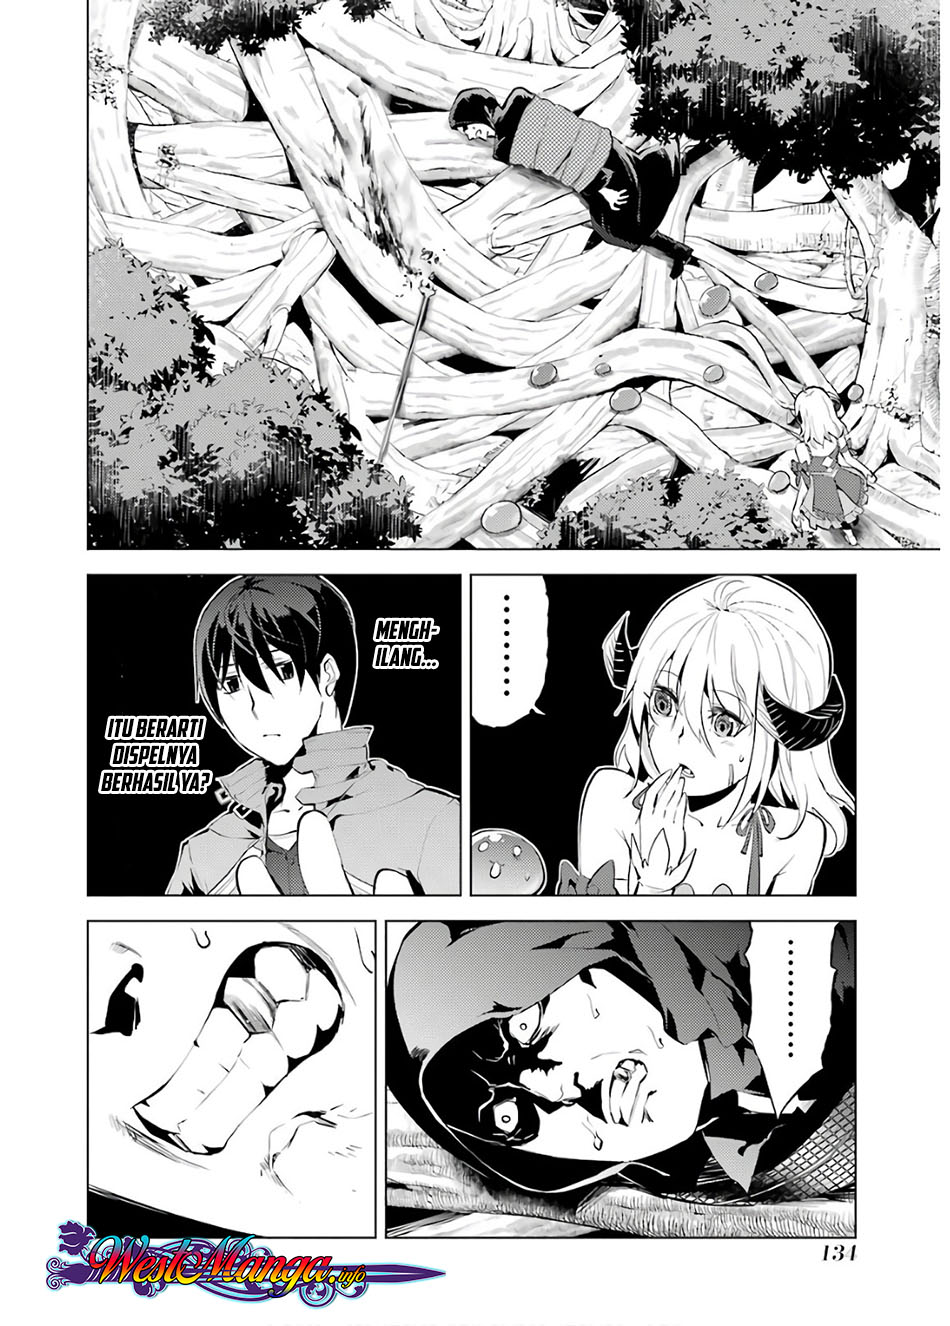 .........
MENGH-
ILANG...
ITU BERARTI
DISPELNYA
BERHASIL YA?
..........
134
WestManga.info